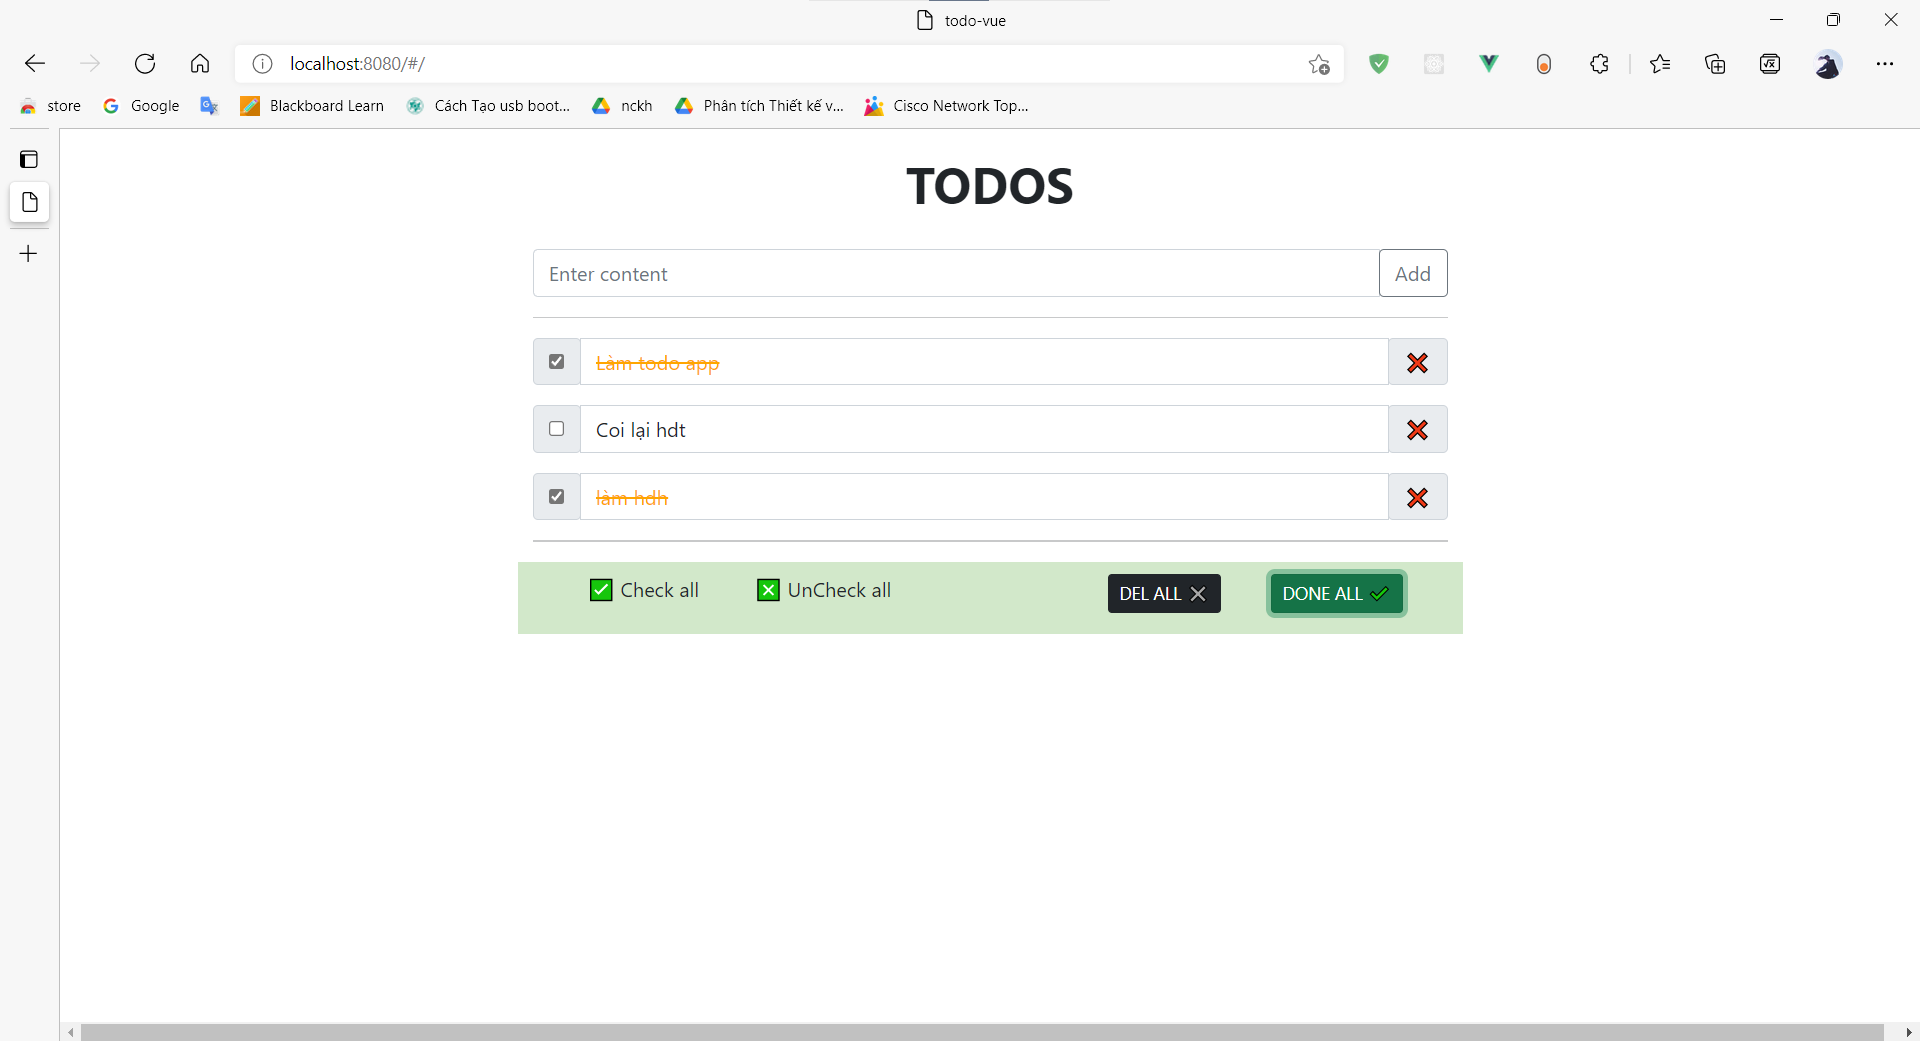 todo-vue
localhost:8080/#/
store Google Blackboard Learn Cách Tạo usb boot... nckh Phân tích Thiết kế v... Cisco Network Top...
TODOS
Enter content Add
Làm todo app
Coi lại hdt
làm hdh
Check all UnCheck all DEL ALL DONE ALL